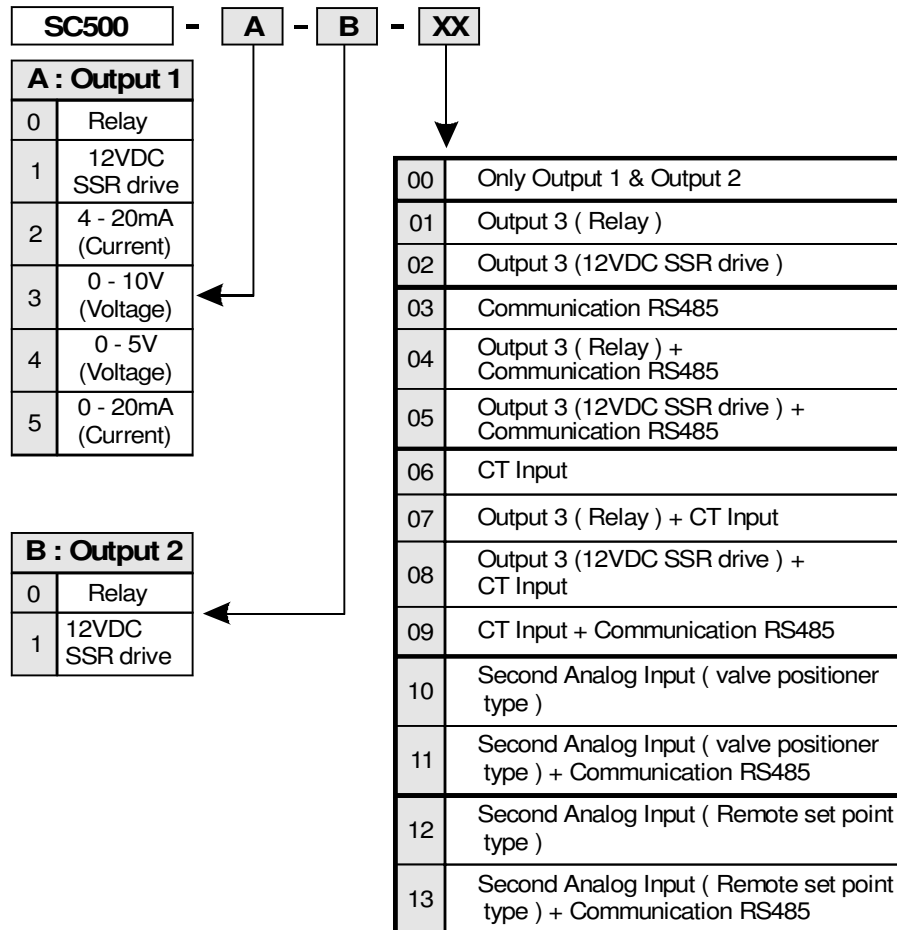 SC500 - A - B - XX
A : Output 1
0 Relay
1 12VDC
SSR drive
2 4 - 20mA
(Current)
3 0 - 10V
(Voltage)
4 0 - 5V
(Voltage)
5 0 - 20mA
(Current)
B : Output 2
0 Relay
1 12VDC
SSR drive
00 Only Output 1 & Output 2
01 Output 3 ( Relay )
02 Output 3 (12VDC SSR drive )
03 Communication RS485
04 Output 3 ( Relay ) +
Communication RS485
05 Output 3 (12VDC SSR drive ) +
Communication RS485
06 CT Input
07 Output 3 ( Relay ) + CT Input
08 Output 3 (12VDC SSR drive ) +
CT Input
09 CT Input + Communication RS485
10 Second Analog Input ( valve positioner
type )
11 Second Analog Input ( valve positioner
type ) + Communication RS485
12 Second Analog Input ( Remote set point
type )
13 Second Analog Input ( Remote set point
type ) + Communication RS485